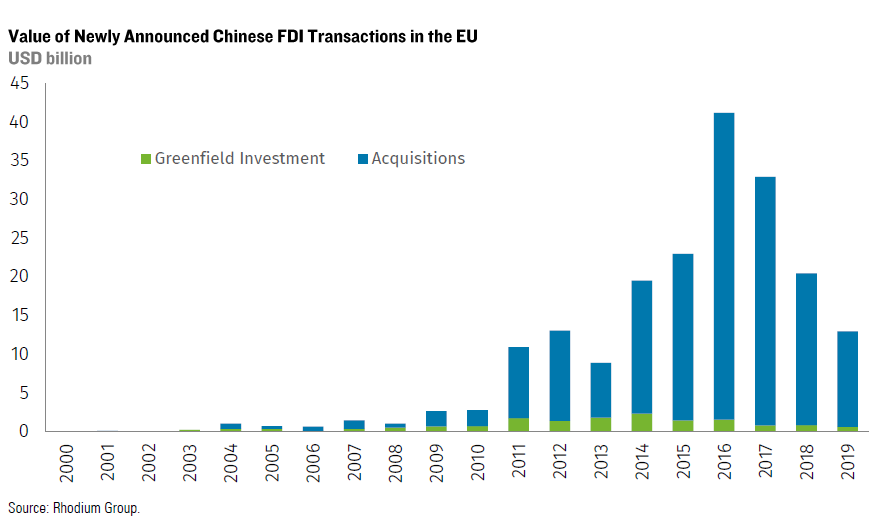 Value of Newly Announced Chinese FDI Transactions in the EU
USD billion
45
40
35
30
25
20
15
10
5
0
Greenfield Investment Acquisitions
2000 2001 2002 2003 2004 2005 2006 2007 2008 2009 2010 2011 2012 2013 2014 2015 2016 2017 2018 2019
Source: Rhodium Group.